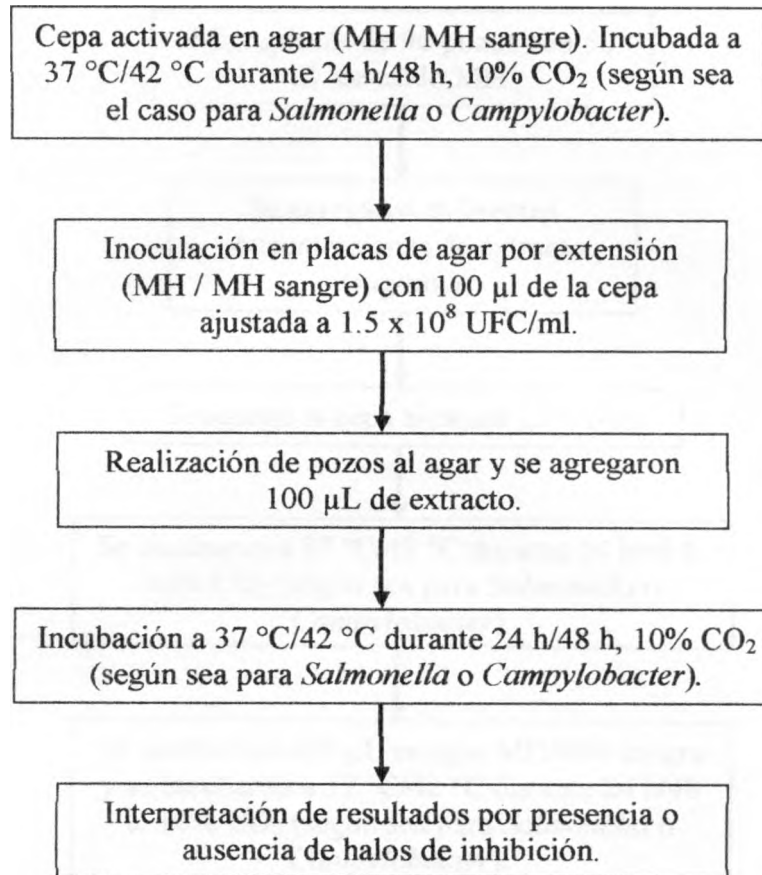 Cepa activada en agar (MH / MH sangre). Incubada a
37 °C/42 °C durante 24 h/48 h, 10% CO₂ (según sea
el caso para Salmonella o Campylobacter).
Inoculación en placas de agar por extensión
(MH / MH sangre) con 100 µl de la cepa
ajustada a 1.5 x 10⁸ UFC/ml.
Realización de pozos al agar y se agregaron
100 µL de extracto.
Incubación a 37 °C/42 °C durante 24 h/48 h, 10% CO₂
(según sea para Salmonella o Campylobacter).
Interpretación de resultados por presencia o
ausencia de halos de inhibición.